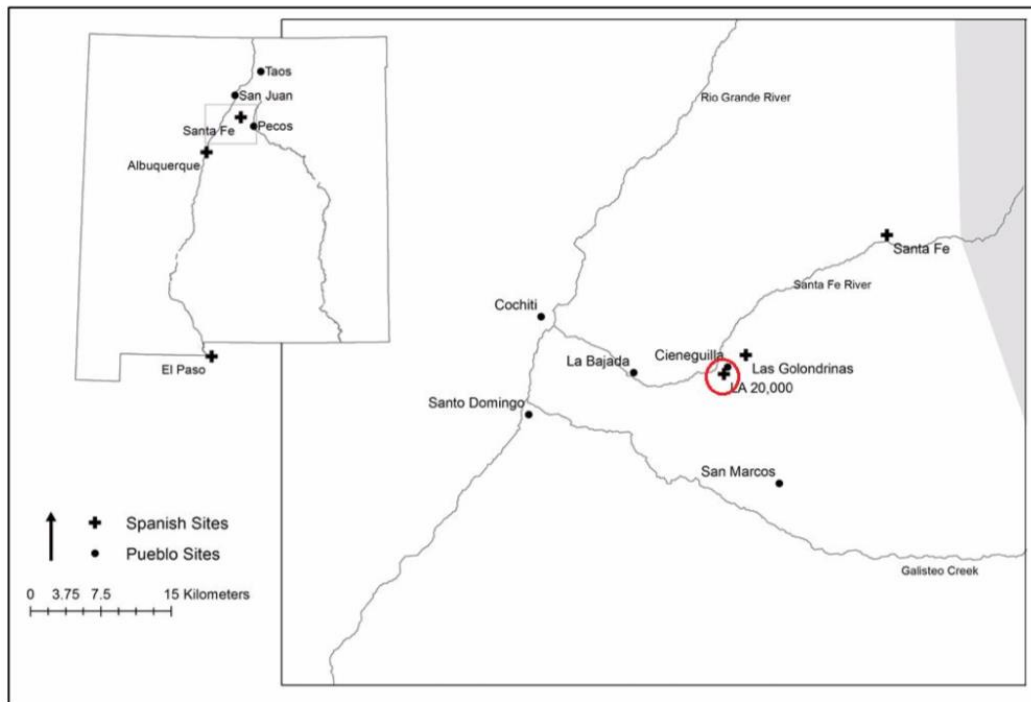 Taos
San Juan
Santa Fe
Pecos
Albuquerque
El Paso
Spanish Sites
Pueblo Sites
0 3.75 7.5 15 Kilometers
Rio Grande River
Santa Fe
Santa Fe River
Cochiti
La Bajada
Cieneguilla
Las Golondrinas
LA 20,000
Santo Domingo
San Marcos
Galisteo Creek